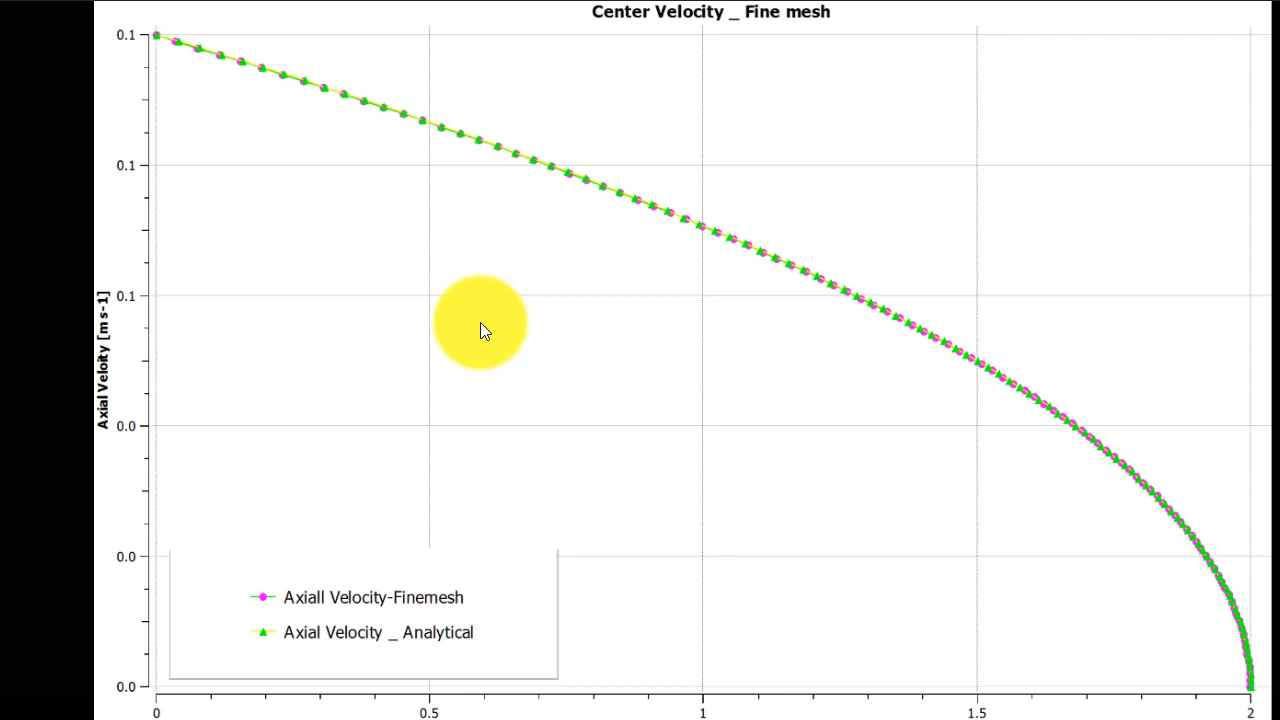 Center Velocity _ Fine mesh
0.1
0.1
0.1
0.0
0.0
0.0
Axial Veloity [m s-1]
Axiall Velocity-Finemesh
Axial Velocity _ Analytical
0 0.5 1 1.5 2